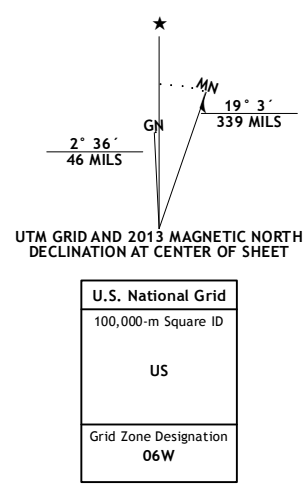 MN
GN
19° 3´
339 MILS
2° 36´
46 MILS
UTM GRID AND 2013 MAGNETIC NORTH
DECLINATION AT CENTER OF SHEET
U.S. National Grid
100,000-m Square ID
US
Grid Zone Designation
06W